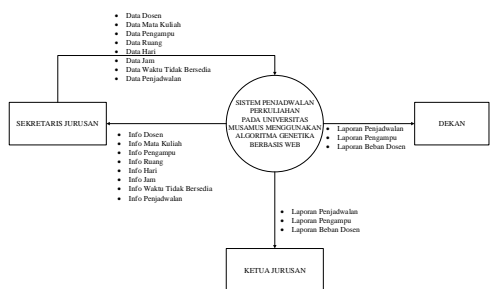 • Data Dosen
• Data Mata Kuliah
• Data Pengampu
• Data Ruang
• Data Hari
• Data Jam
• Data Waktu Tidak Bersedia
• Data Penjadwalan
SEKRETARIS JURUSAN
SISTEM PENJADWALAN
PERKULIAHAN
PADA UNIVERSITAS
MUSAMUS MENGGUNAKAN
ALGORITMA GENETIKA
BERBASIS WEB
DEKAN
• Laporan Penjadwalan
• Laporan Pengampu
• Laporan Beban Dosen
• Info Dosen
• Info Mata Kuliah
• Info Pengampu
• Info Ruang
• Info Hari
• Info Jam
• Info Waktu Tidak Bersedia
• Info Penjadwalan
• Laporan Penjadwalan
• Laporan Pengampu
• Laporan Beban Dosen
KETUA JURUSAN